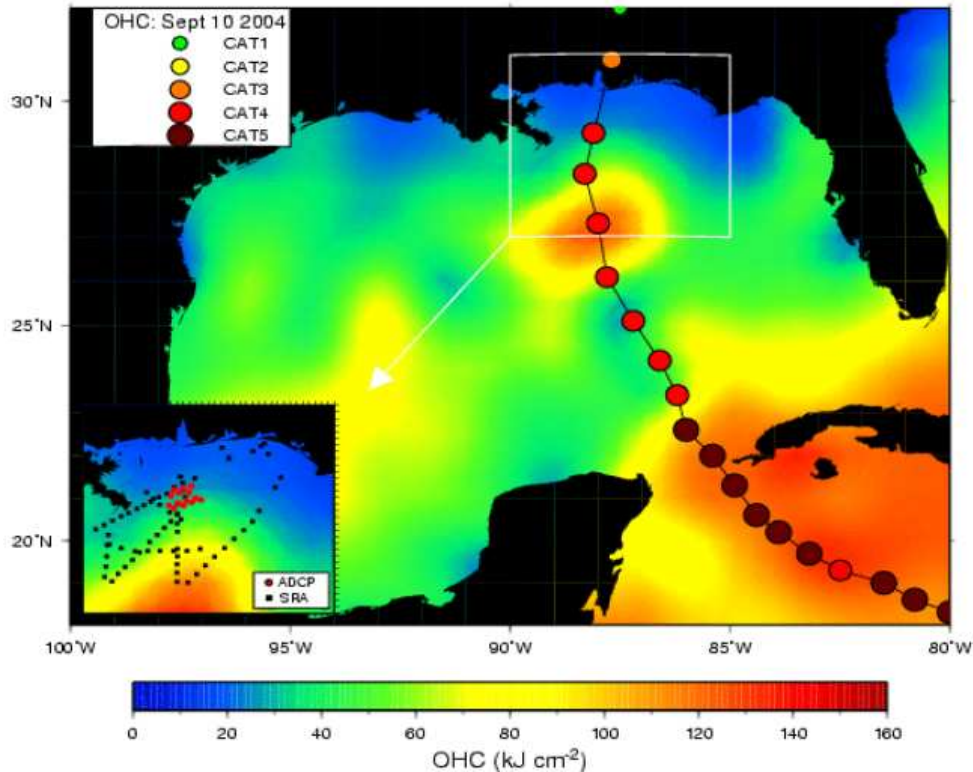 OHC: Sept 10 2004
CAT1
CAT2
CAT3
CAT4
CAT5
30°N
25°N
20°N
ADCP
SRA
100°W
95°W
90°W
85°W
80°W
0 20 40 60 80 100 120 140 160
OHC (kJ cm⁻²)